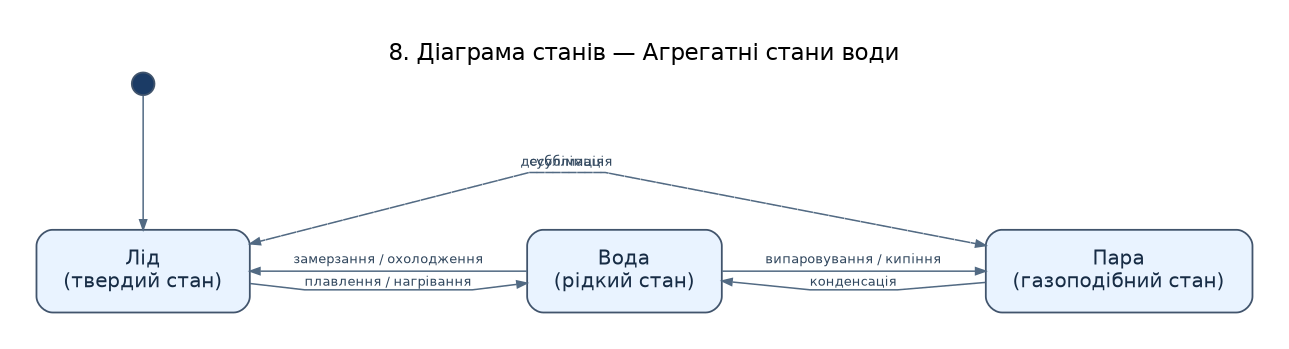 8. Діаграма станів — Агрегатні стани води
Лід
(твердий стан)
замерзання / охолодження
плавлення / нагрівання
Вода
(рідкий стан)
випаровування / кипіння
конденсація
Пара
(газоподібний стан)